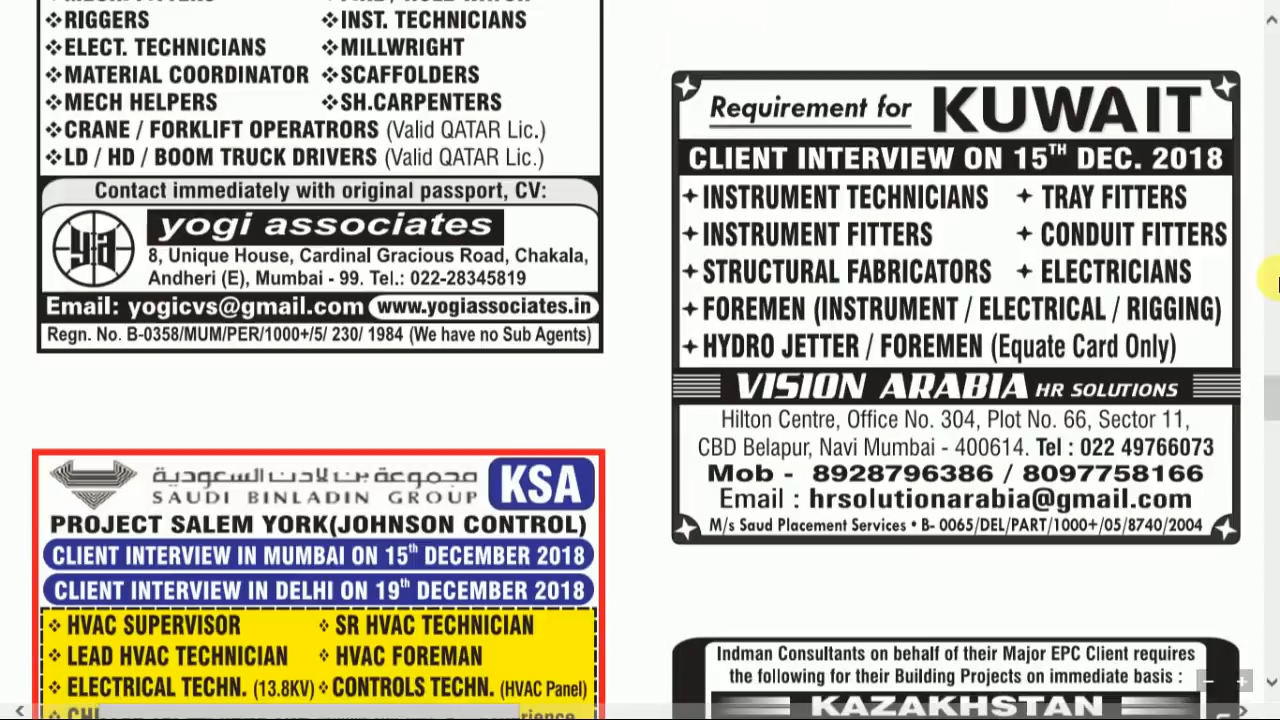 ❖RIGGERS ❖INST. TECHNICIANS
❖ELECT. TECHNICIANS ❖MILLWRIGHT
❖MATERIAL COORDINATOR ❖SCAFFOLDERS
❖MECH HELPERS ❖SH.CARPENTERS
❖CRANE / FORKLIFT OPERATRORS (Valid QATAR Lic.)
❖LD / HD / BOOM TRUCK DRIVERS (Valid QATAR Lic.)
Contact immediately with original passport, CV:
yogi associates
8, Unique House, Cardinal Gracious Road, Chakala,
Andheri (E), Mumbai - 99. Tel.: 022-28345819
Email: yogicvs@gmail.com www.yogiassociates.in
Regn. No. B-0358/MUM/PER/1000+/5/ 230/ 1984 (We have no Sub Agents)
مجموعة بن لادن السعودية
SAUDI BINLADIN GROUP
KSA
PROJECT SALEM YORK(JOHNSON CONTROL)
CLIENT INTERVIEW IN MUMBAI ON 15th DECEMBER 2018
CLIENT INTERVIEW IN DELHI ON 19th DECEMBER 2018
❖ HVAC SUPERVISOR ❖ SR HVAC TECHNICIAN
❖ LEAD HVAC TECHNICIAN ❖ HVAC FOREMAN
❖ ELECTRICAL TECHN. (13.8KV) ❖ CONTROLS TECHN. (HVAC Panel)
Requirement for KUWAIT
CLIENT INTERVIEW ON 15TH DEC. 2018
✦INSTRUMENT TECHNICIANS ✦ TRAY FITTERS
✦INSTRUMENT FITTERS ✦ CONDUIT FITTERS
✦STRUCTURAL FABRICATORS ✦ ELECTRICIANS
✦FOREMEN (INSTRUMENT / ELECTRICAL / RIGGING)
✦HYDRO JETTER / FOREMEN (Equate Card Only)
VISION ARABIA HR SOLUTIONS
Hilton Centre, Office No. 304, Plot No. 66, Sector 11,
CBD Belapur, Navi Mumbai - 400614. Tel : 022 49766073
Mob - 8928796386 / 8097758166
Email : hrsolutionarabia@gmail.com
M/s Saud Placement Services • B- 0065/DEL/PART/1000+/05/8740/2004
Indman Consultants on behalf of their Major EPC Client requires
the following for their Building Projects on immediate basis :
KAZAKHSTAN